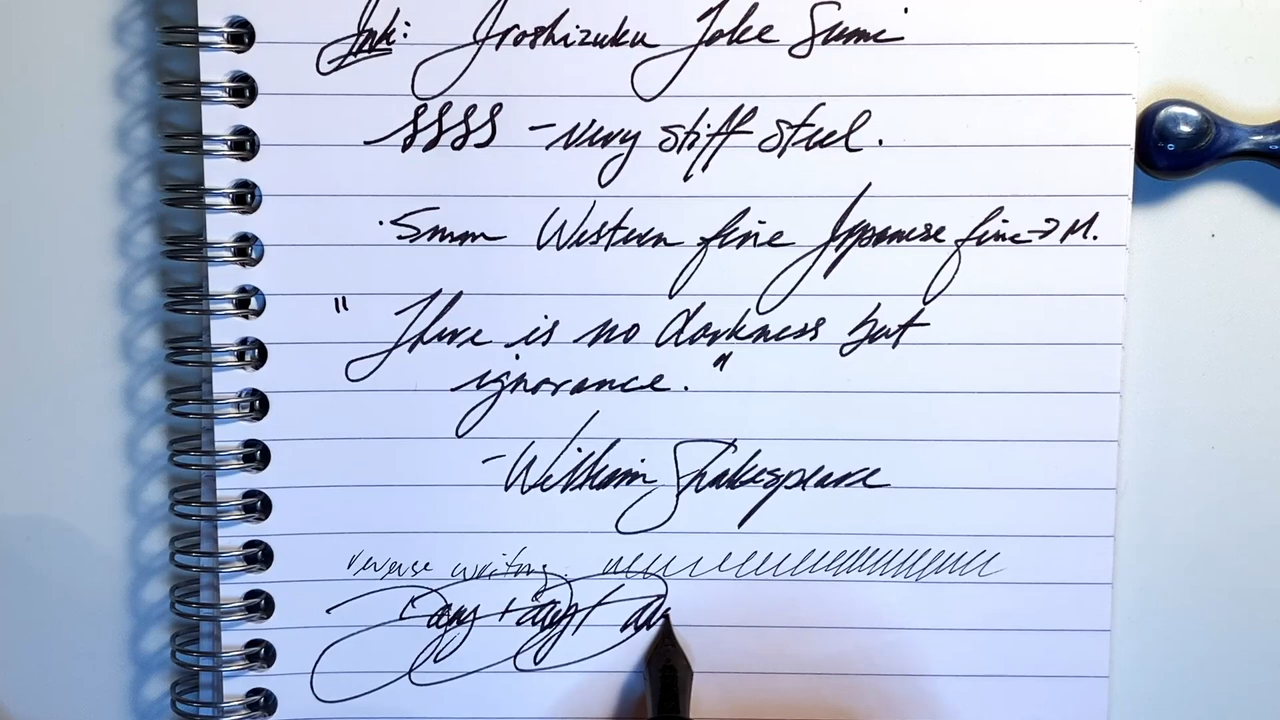 Ink: Iroshizuku Take Sumi
SSSS - very stiff steel.
.5mm Western fine Japanese fine → M.
"There is no darkness but
ignorance."
- William Shakespeare
reverse writing.